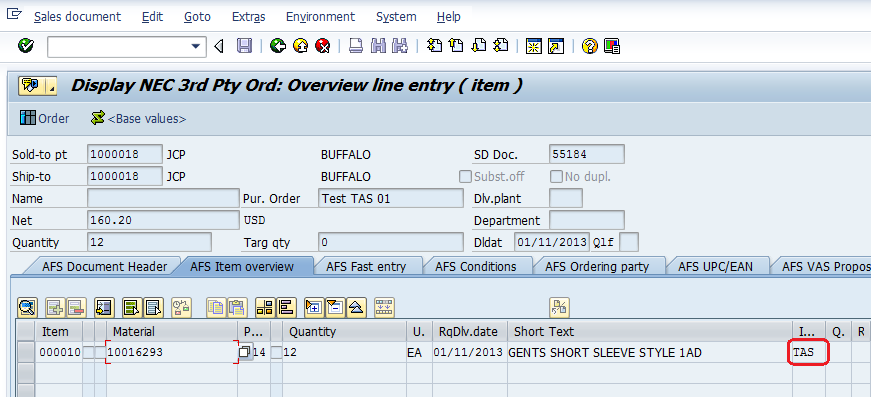 Sales document Edit Goto Extras Environment System Help
Display NEC 3rd Pty Ord: Overview line entry ( item )
Order <Base values>
Sold-to pt 1000018 JCP BUFFALO SD Doc. 55184
Ship-to 1000018 JCP BUFFALO Subst.off No dupl.
Name Pur. Order Test TAS 01 Dlv.plant
Net 160.20 USD Department
Quantity 12 Targ qty 0 Dldat 01/11/2013 Qlf
AFS Document Header AFS Item overview AFS Fast entry AFS Conditions AFS Ordering party AFS UPC/EAN AFS VAS Propos
Item Material P... Quantity U. RqDlv.date Short Text I... Q. R
000010 10016293 14 12 EA 01/11/2013 GENTS SHORT SLEEVE STYLE 1AD TAS